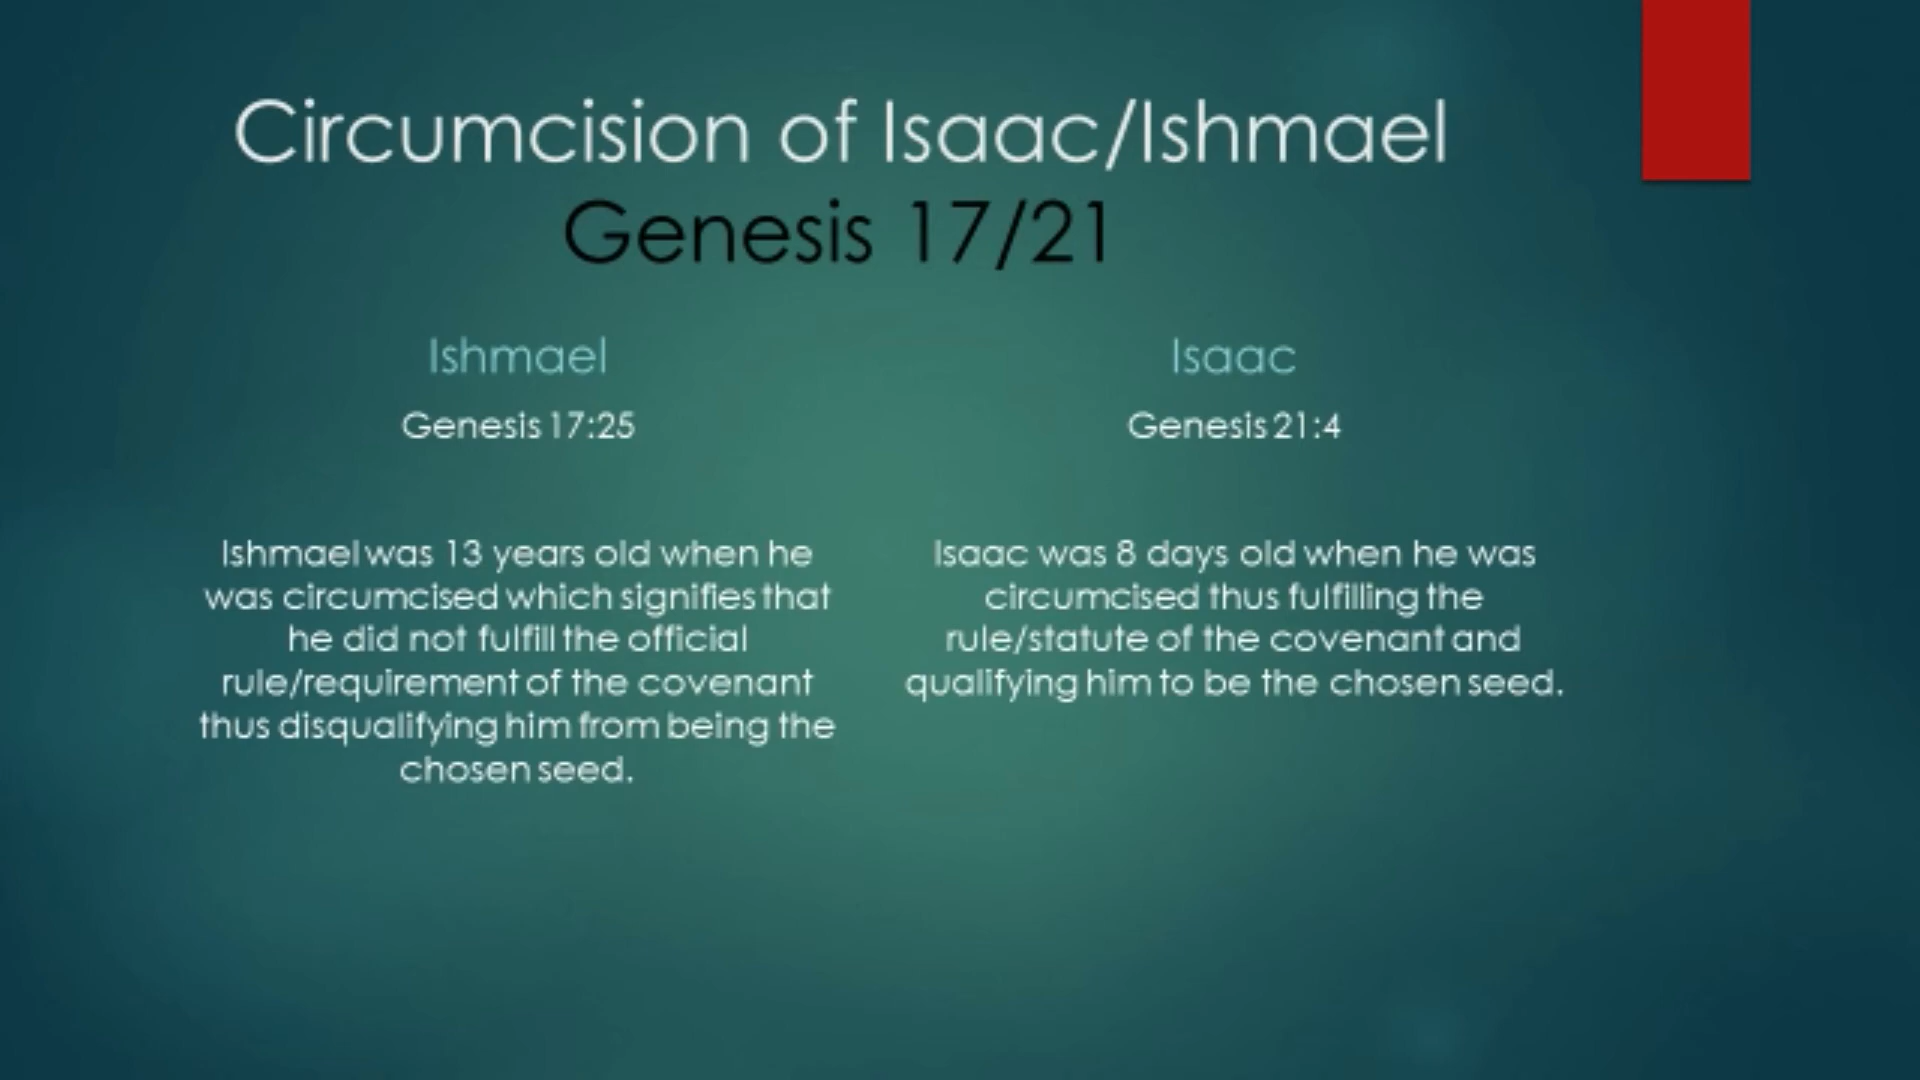 Circumcision of Isaac/Ishmael
Genesis 17/21
Ishmael
Genesis 17:25
Ishmael was 13 years old when he
was circumcised which signifies that
he did not fulfill the official
rule/requirement of the covenant
thus disqualifying him from being the
chosen seed.
Isaac
Genesis 21:4
Isaac was 8 days old when he was
circumcised thus fulfilling the
rule/statute of the covenant and
qualifying him to be the chosen seed.